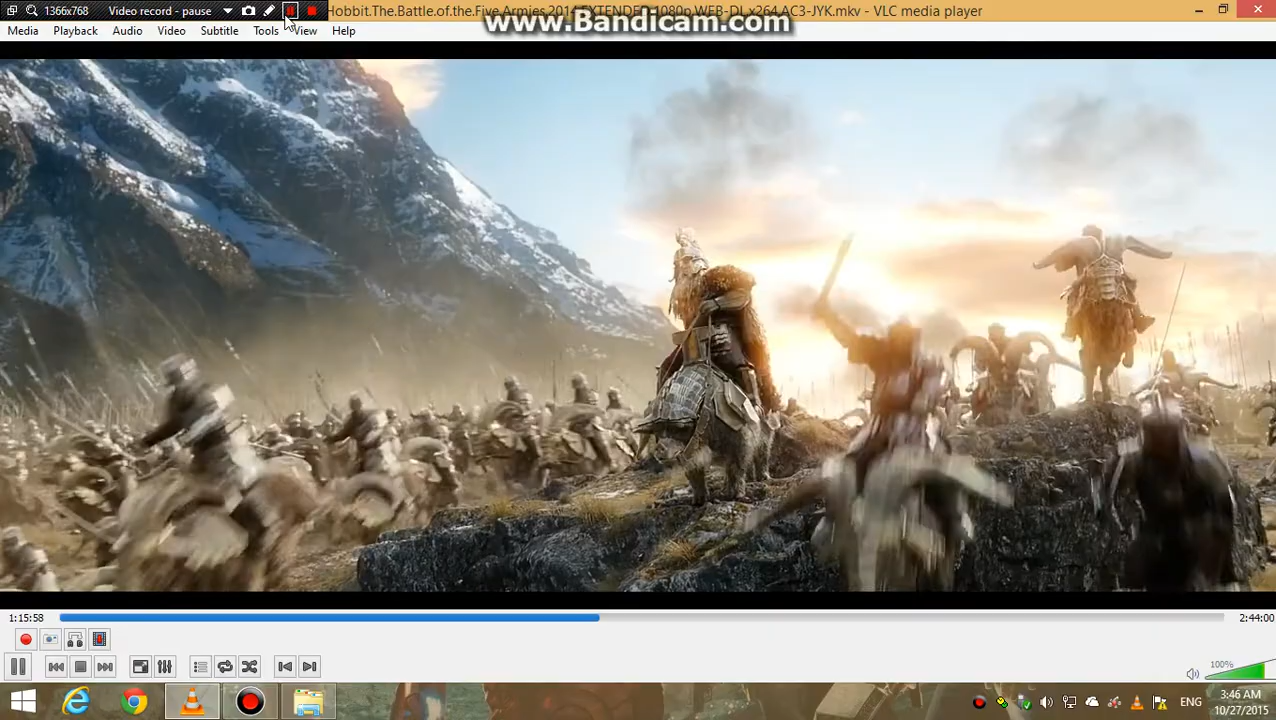 1366x768 Video record - pause Hobbit.The.Battle.of.the.Five.Armies.2014.EXTENDED.1080p.WEB-DL.x264.AC3-JYK.mkv - VLC media player
www.Bandicam.com
Media Playback Audio Video Subtitle Tools View Help
1:15:58 2:44:00
100%
ENG 3:46 AM
10/27/2015